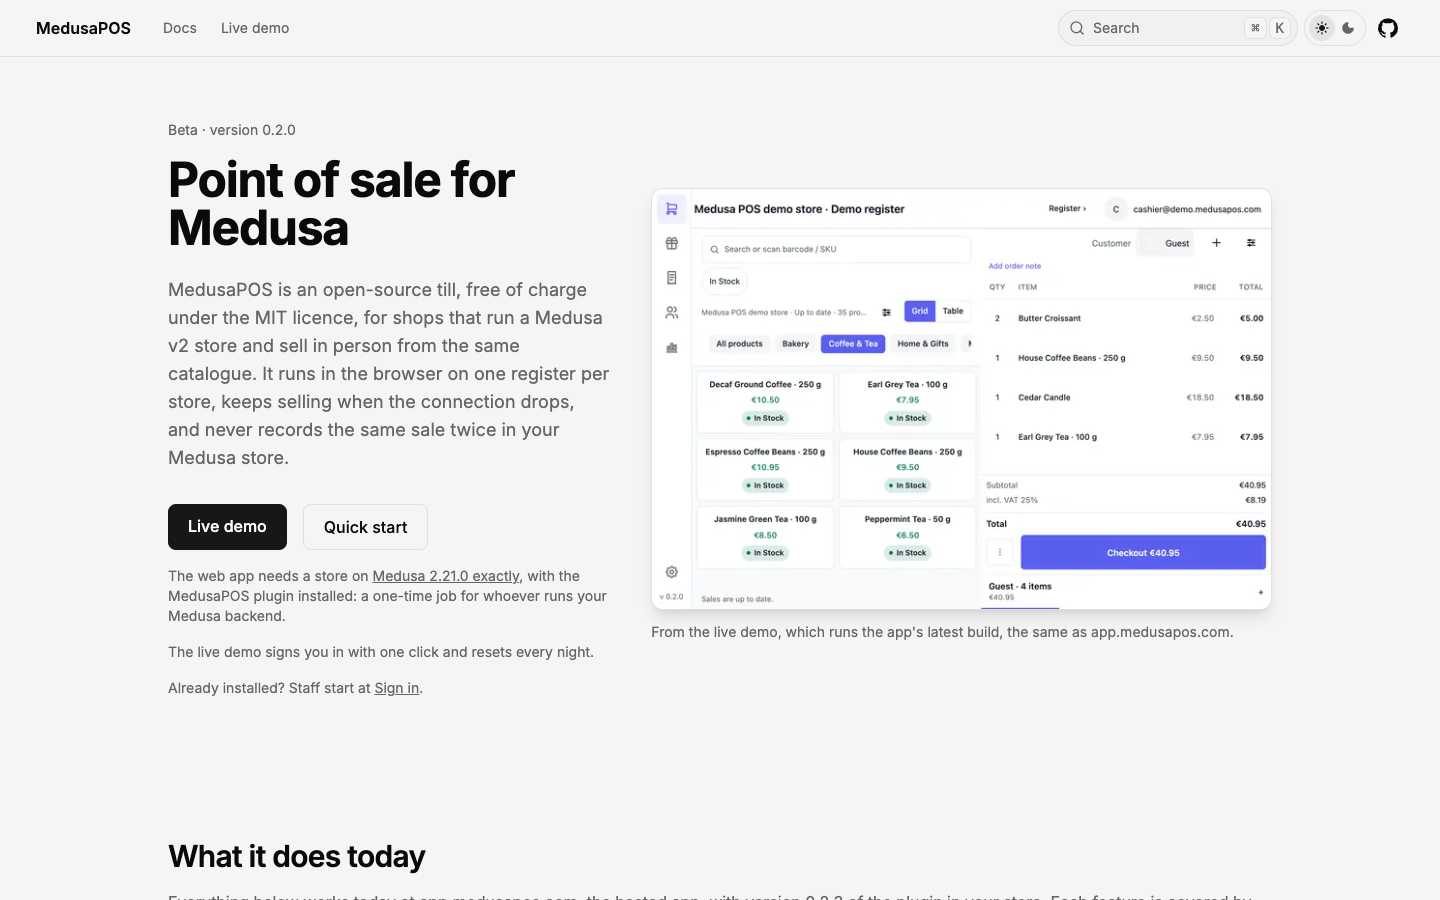 MedusaPOS
Docs
Live demo
Search
⌘
K
Beta · version 0.2.0
Point of sale for
Medusa
MedusaPOS is an open-source till, free of charge
under the MIT licence, for shops that run a Medusa
v2 store and sell in person from the same
catalogue. It runs in the browser on one register per
store, keeps selling when the connection drops,
and never records the same sale twice in your
Medusa store.
Live demo
Quick start
The web app needs a store on Medusa 2.21.0 exactly, with the
MedusaPOS plugin installed: a one-time job for whoever runs your
Medusa backend.
The live demo signs you in with one click and resets every night.
Already installed? Staff start at Sign in.
Medusa POS demo store · Demo register
Register ›
C
cashier@demo.medusapos.com
Search or scan barcode / SKU
In Stock
Medusa POS demo store · Up to date · 35 pro...
Grid
Table
All products
Bakery
Coffee & Tea
Home & Gifts
Decaf Ground Coffee · 250 g
€10.50
In Stock
Earl Grey Tea · 100 g
€7.95
In Stock
Espresso Coffee Beans · 250 g
€10.95
In Stock
House Coffee Beans · 250 g
€9.50
In Stock
Jasmine Green Tea · 100 g
€8.50
In Stock
Peppermint Tea · 50 g
€6.50
In Stock
v 0.2.0
Sales are up to date.
Customer
Guest
Add order note
QTY ITEM PRICE TOTAL
2 Butter Croissant €2.50 €5.00
1 House Coffee Beans · 250 g €9.50 €9.50
1 Cedar Candle €18.50 €18.50
1 Earl Grey Tea · 100 g €7.95 €7.95
Subtotal €40.95
incl. VAT 25% €8.19
Total €40.95
Checkout €40.95
Guest · 4 items
€40.95
From the live demo, which runs the app's latest build, the same as app.medusapos.com.
What it does today